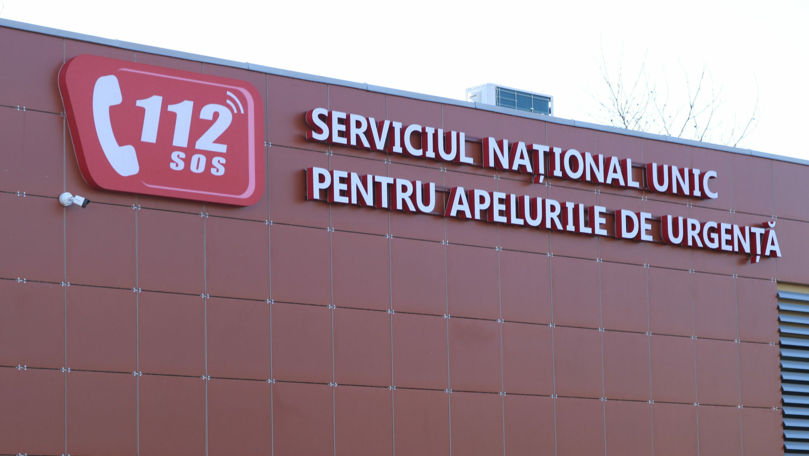 112
SOS
SERVICIUL NAȚIONAL UNIC
PENTRU APELURILE DE URGENȚĂ